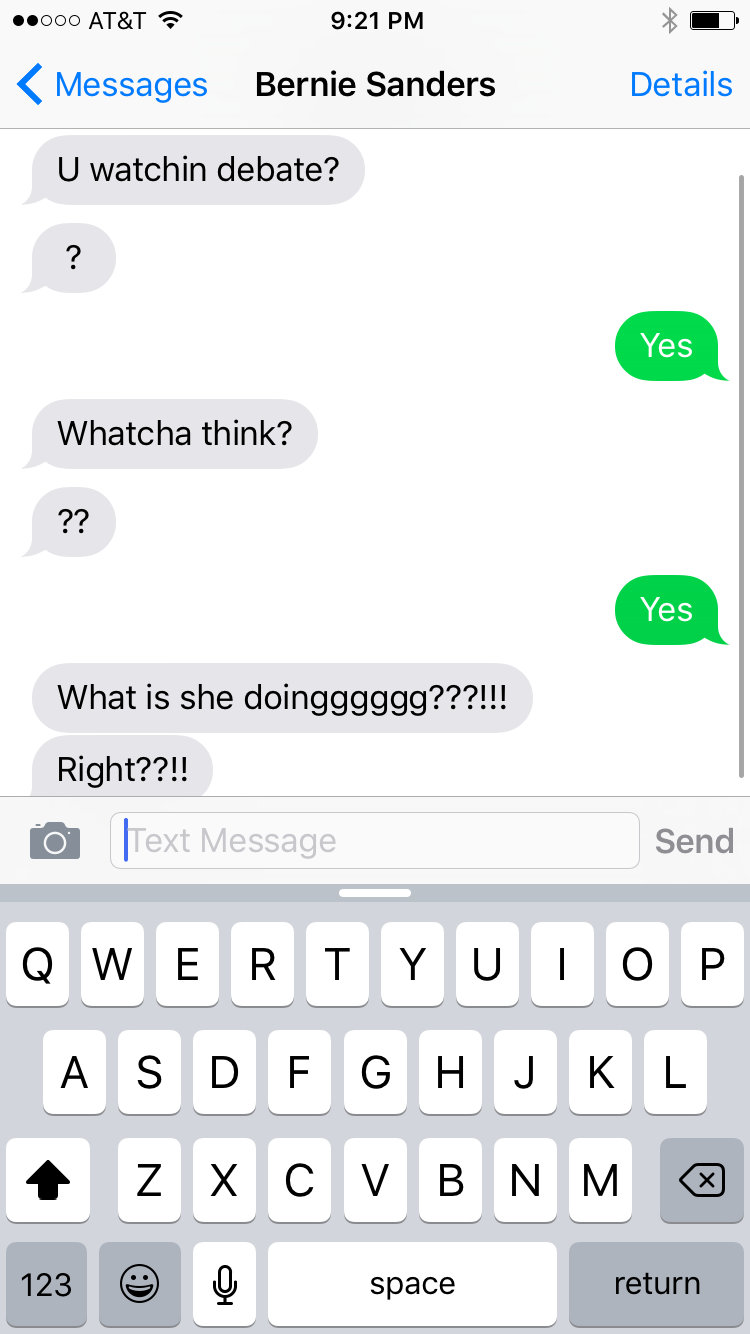 AT&T 9:21 PM
Messages Bernie Sanders Details
U watchin debate?
?
Yes
Whatcha think?
??
Yes
What is she doingggggg???!!!
Right??!!
Text Message Send
Q W E R T Y U I O P
A S D F G H J K L
Z X C V B N M
123 space return